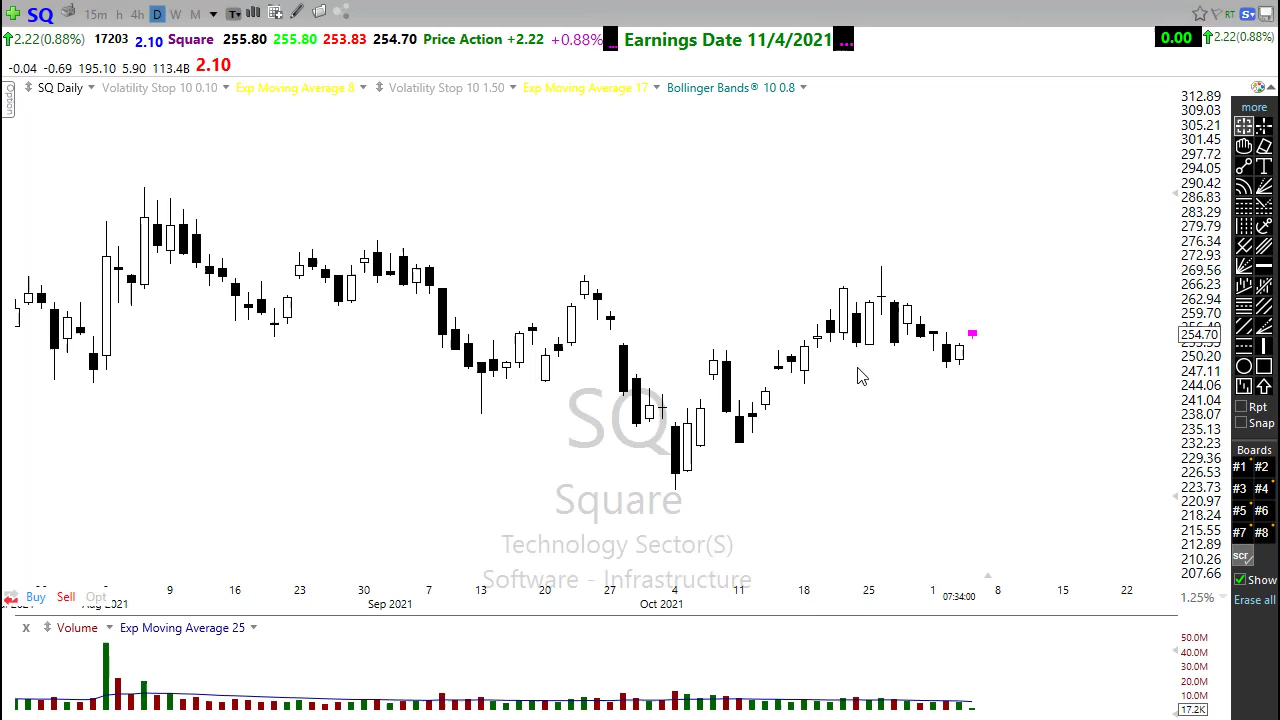 SQ 15m h 4h D W M T RT S
2.22(0.88%) 17203 2.10 Square 255.80 255.80 253.83 254.70 Price Action +2.22 +0.88% ... Earnings Date 11/4/2021 ... 0.00 2.22(0.88%)
-0.04 -0.69 195.10 5.90 113.4B 2.10
Option
SQ Daily Volatility Stop 10 0.10 Exp Moving Average 8 Volatility Stop 10 1.50 Exp Moving Average 17 Bollinger Bands® 10 0.8
312.89
309.03
305.21
301.45
297.72
294.05
290.42
286.83
283.29
279.79
276.34
272.93
269.56
266.23
262.94
259.70
254.70
250.20
247.11
244.06
241.04
238.07
235.13
232.23
229.36
226.53
223.73
220.97
218.24
215.55
212.89
210.26
207.66
1.25%
SQ
Square
Technology Sector(S)
Software - Infrastructure
9 16 23 30 7 13 20 27 4 11 18 25 1 8 15 22
Aug 2021 Sep 2021 Oct 2021 07:34:00
Buy Sell Opt
X Volume Exp Moving Average 25
50.0M
40.0M
30.0M
20.0M
10.0M
17.2K
more
T
Rpt
Snap
Boards
#1 #2
#3 #4
#5 #6
#7 #8
scr
Show
Erase all